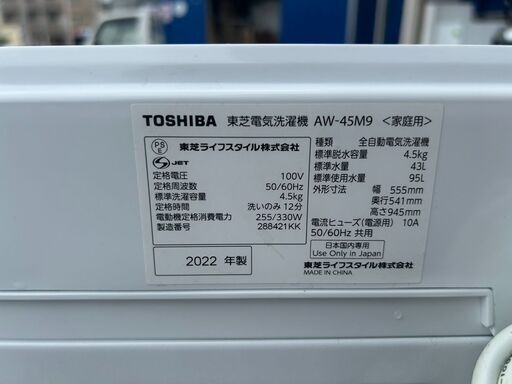 TOSHIBA 東芝電気洗濯機 AW-45M9 <家庭用>
PS
E
東芝ライフスタイル株式会社
S JET
定格電圧 100V
定格周波数 50/60Hz
標準洗濯容量 4.5kg
定格時間 洗いのみ 12分
電動機定格消費電力 255/330W
製造番号 288421KK
2022 年製
種類 全自動電気洗濯機
標準脱水容量 4.5kg
標準水量 43L
標準使用水量 95L
外形寸法 幅 555mm
奥行541mm
高さ945mm
電流ヒューズ(電源用) 10A
50/60Hz 共用
日本国内専用
Use Only in Japan
東芝ライフスタイル株式会社
MADE IN CHINA